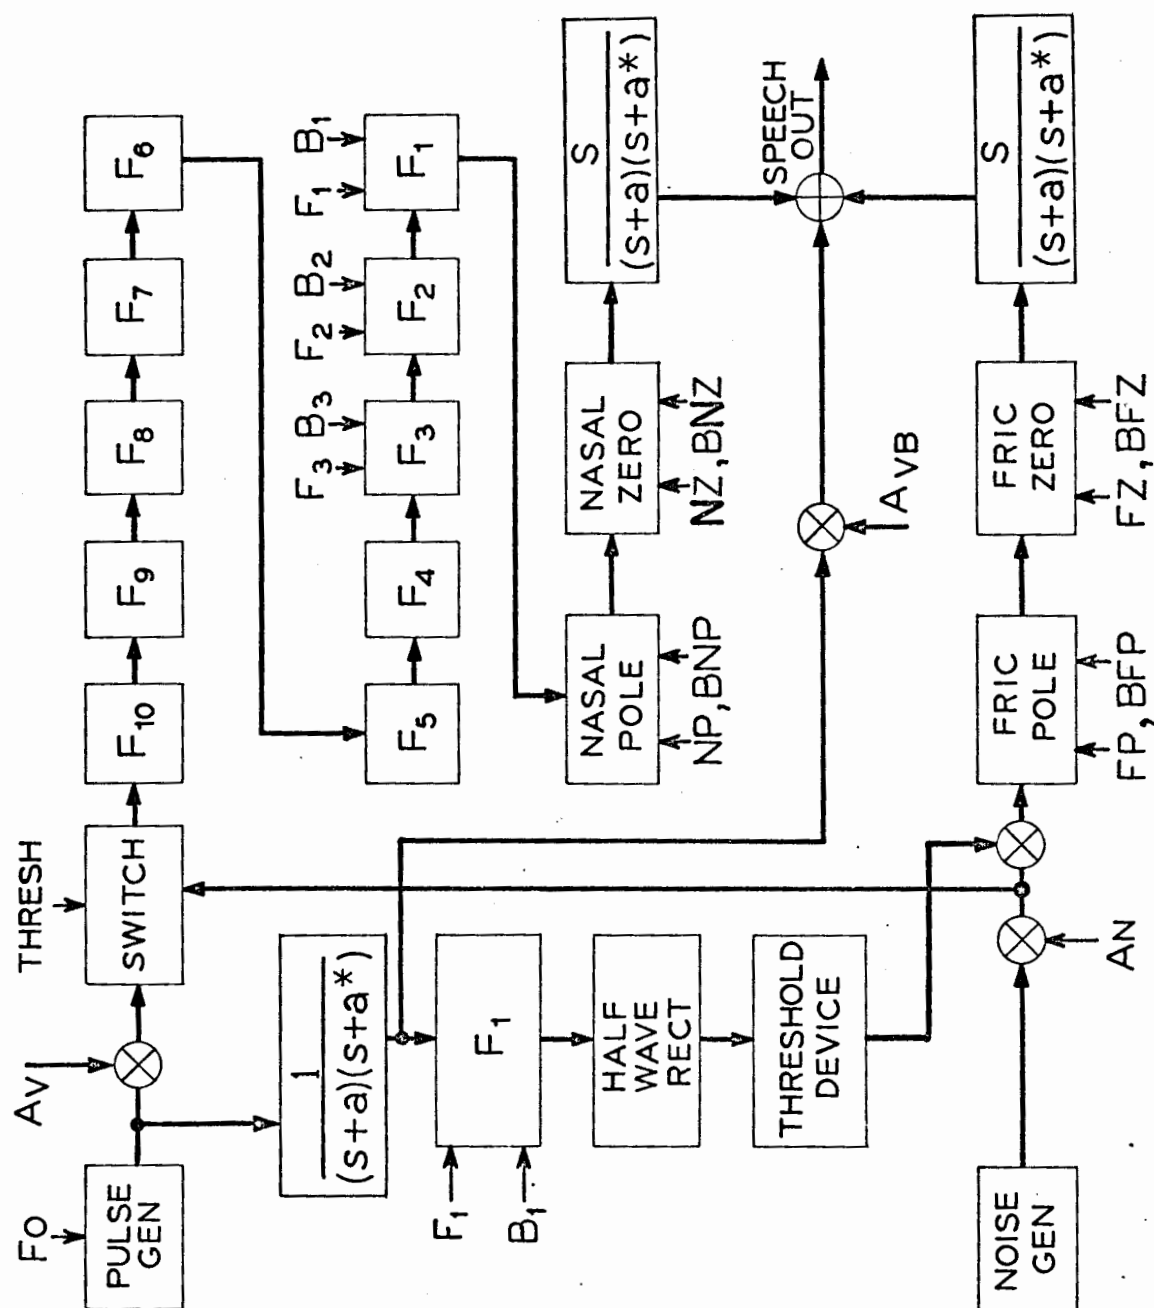 F0
PULSE
GEN
AV
THRESH
SWITCH
F10
F9
F8
F7
F6
F5
F4
F3
B3
F3
F2
B2
F2
F1
B1
F1
1
(s+a)(s+a*)
F1
B1
F1
HALF
WAVE
RECT
THRESHOLD
DEVICE
NASAL
POLE
NP, BNP
NASAL
ZERO
NZ, BNZ
S
(s+a)(s+a*)
AVB
SPEECH
OUT
NOISE
GEN
AN
FRIC
POLE
FP, BFP
FRIC
ZERO
FZ, BFZ
S
(s+a)(s+a*)